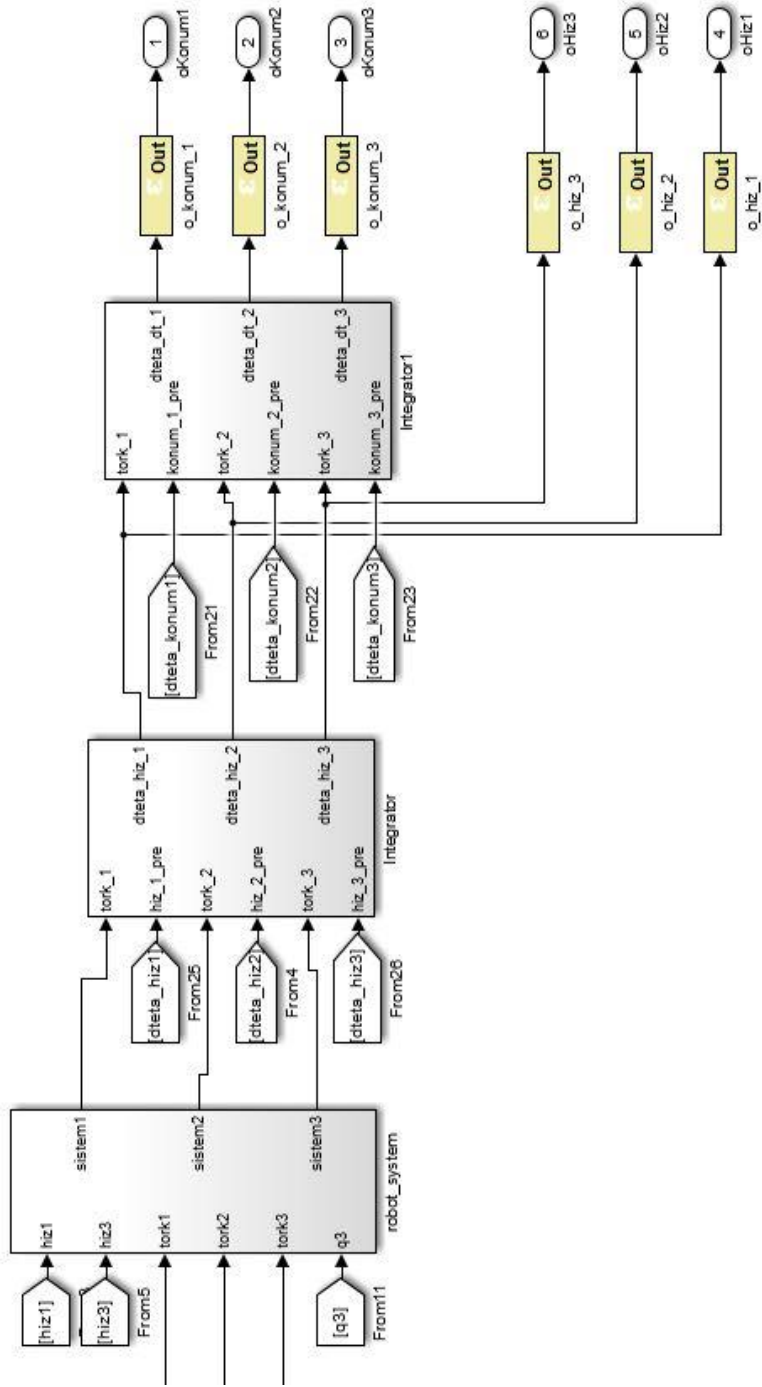 [hiz1]
[hiz3]
From5
[q3]
From11
hiz1
hiz3
tork1
tork2
tork3
q3
sistem1
sistem2
sistem3
robot_system
[dteta_hiz1]
From25
[dteta_hiz2]
From4
[dteta_hiz3]
From26
tork_1
hiz_1_pre
tork_2
hiz_2_pre
tork_3
hiz_3_pre
dteta_hiz_1
dteta_hiz_2
dteta_hiz_3
Integrator
[dteta_konum1]
From21
[dteta_konum2]
From22
[dteta_konum3]
From23
tork_1
konum_1_pre
tork_2
konum_2_pre
tork_3
konum_3_pre
dteta_dt_1
dteta_dt_2
dteta_dt_3
Integrator1
Out
o_konum_1
1
oKonum1
Out
o_konum_2
2
oKonum2
Out
o_konum_3
3
oKonum3
Out
o_hiz_3
6
oHiz3
Out
o_hiz_2
5
oHiz2
Out
o_hiz_1
4
oHiz1